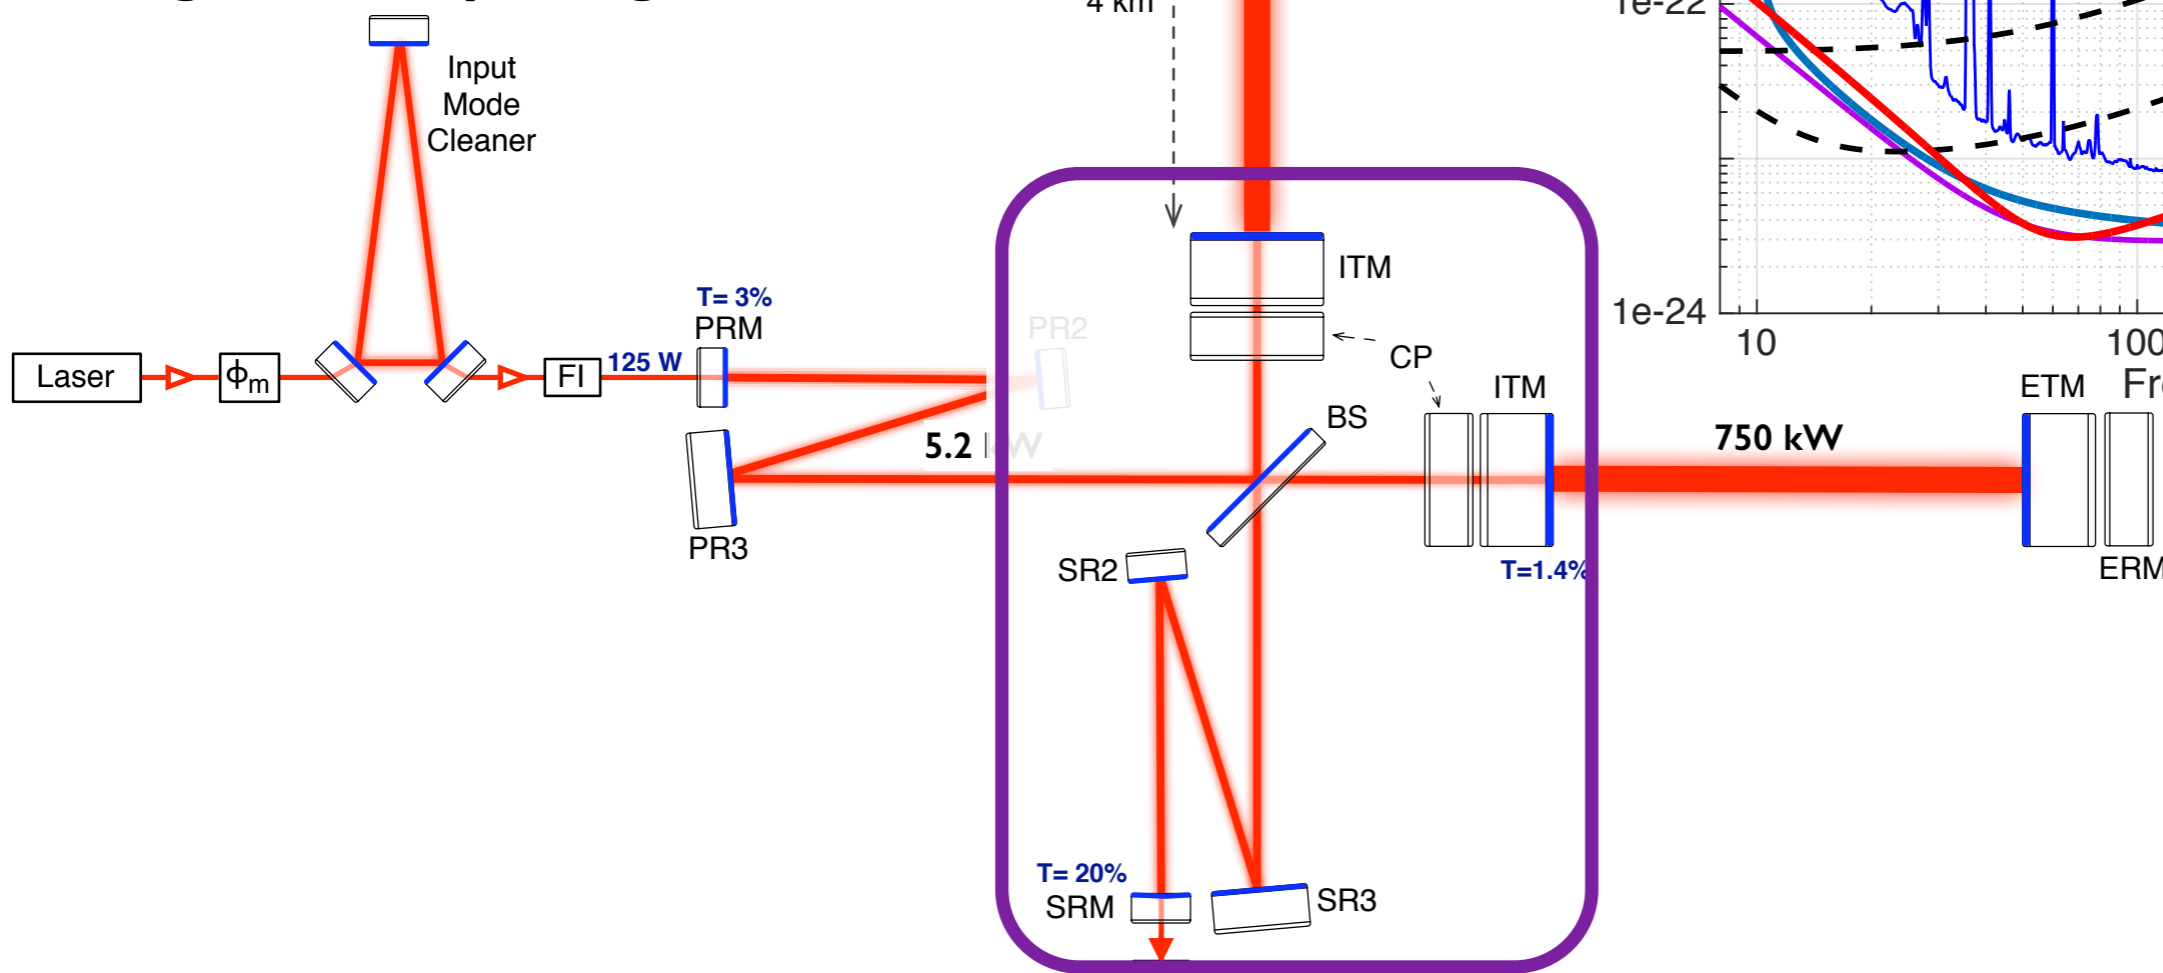 4 km
1e-22
Input
Mode
Cleaner
ITM
T= 3%
PRM
PR2
1e-24
10
100
Laser
ϕm
FI
125 W
CP
ITM
ETM
BS
5.2 kW
750 kW
PR3
SR2
T=1.4%
ERM
T= 20%
SRM
SR3